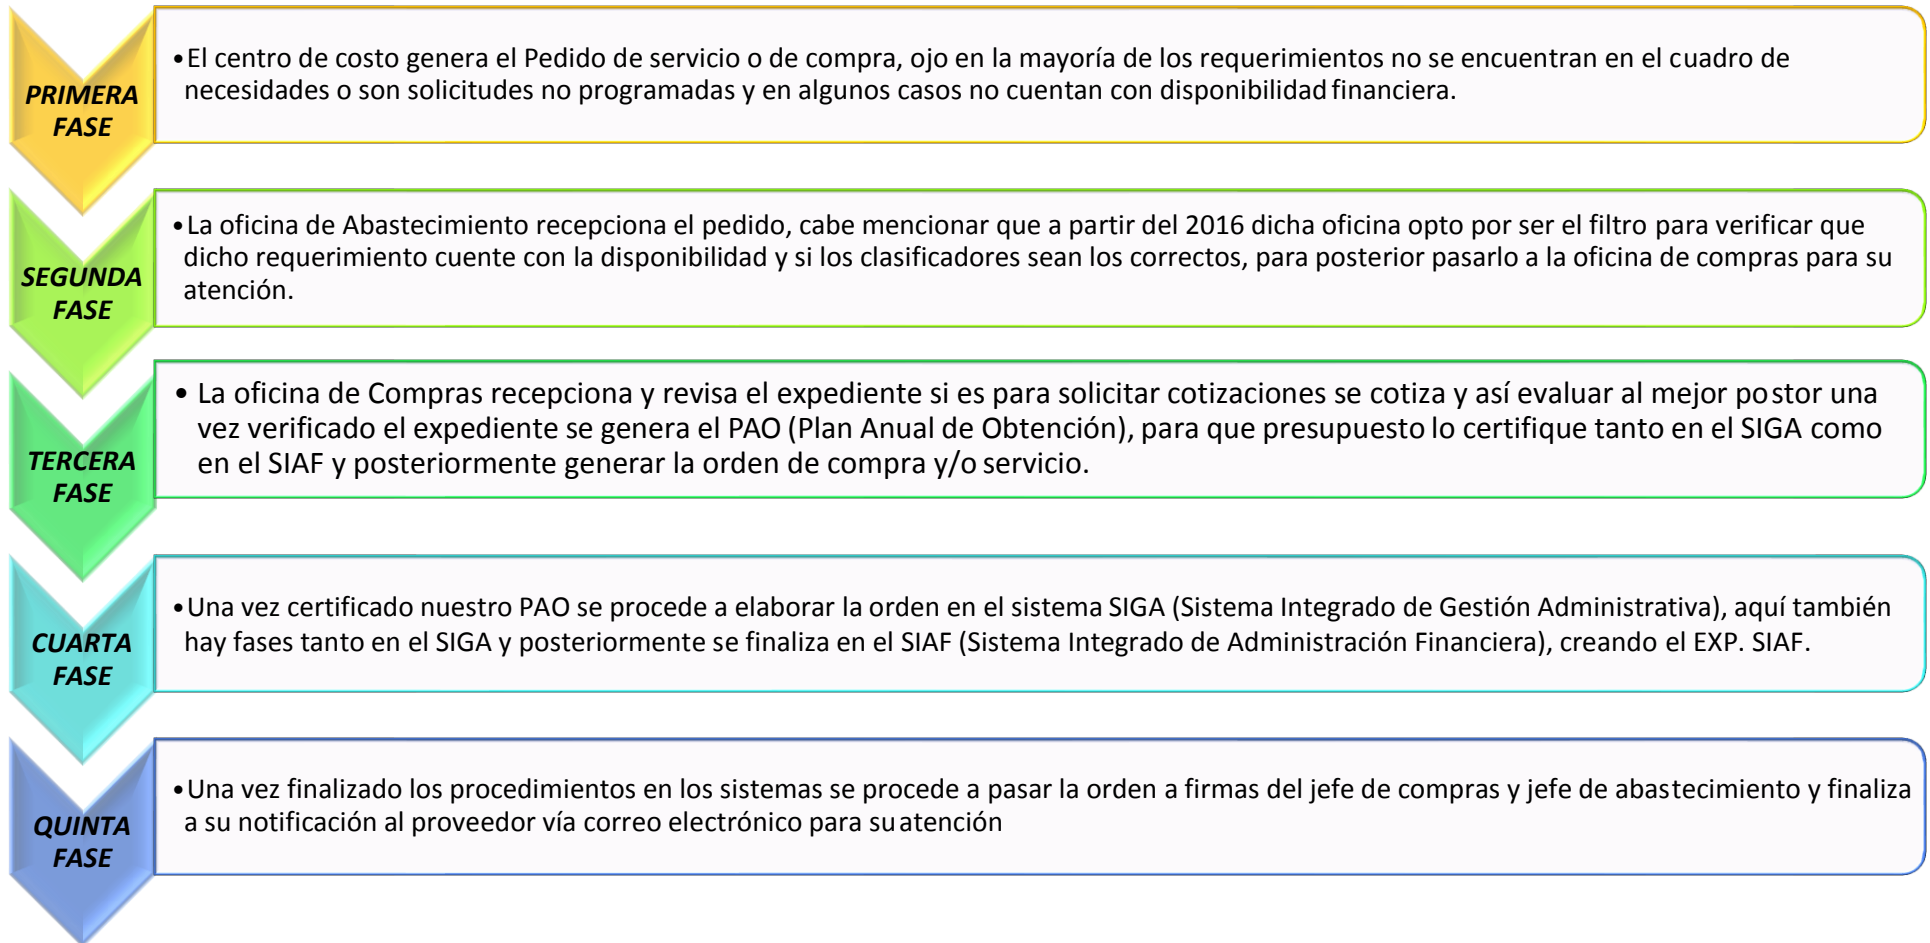 PRIMERA
FASE
•El centro de costo genera el Pedido de servicio o de compra, ojo en la mayoría de los requerimientos no se encuentran en el cuadro de
necesidades o son solicitudes no programadas y en algunos casos no cuentan con disponibilidad financiera.
SEGUNDA
FASE
•La oficina de Abastecimiento recepciona el pedido, cabe mencionar que a partir del 2016 dicha oficina opto por ser el filtro para verificar que
dicho requerimiento cuente con la disponibilidad y si los clasificadores sean los correctos, para posterior pasarlo a la oficina de compras para su
atención.
TERCERA
FASE
• La oficina de Compras recepciona y revisa el expediente si es para solicitar cotizaciones se cotiza y así evaluar al mejor postor una
vez verificado el expediente se genera el PAO (Plan Anual de Obtención), para que presupuesto lo certifique tanto en el SIGA como
en el SIAF y posteriormente generar la orden de compra y/o servicio.
CUARTA
FASE
•Una vez certificado nuestro PAO se procede a elaborar la orden en el sistema SIGA (Sistema Integrado de Gestión Administrativa), aquí también
hay fases tanto en el SIGA y posteriormente se finaliza en el SIAF (Sistema Integrado de Administración Financiera), creando el EXP. SIAF.
QUINTA
FASE
•Una vez finalizado los procedimientos en los sistemas se procede a pasar la orden a firmas del jefe de compras y jefe de abastecimiento y finaliza
a su notificación al proveedor vía correo electrónico para su atención